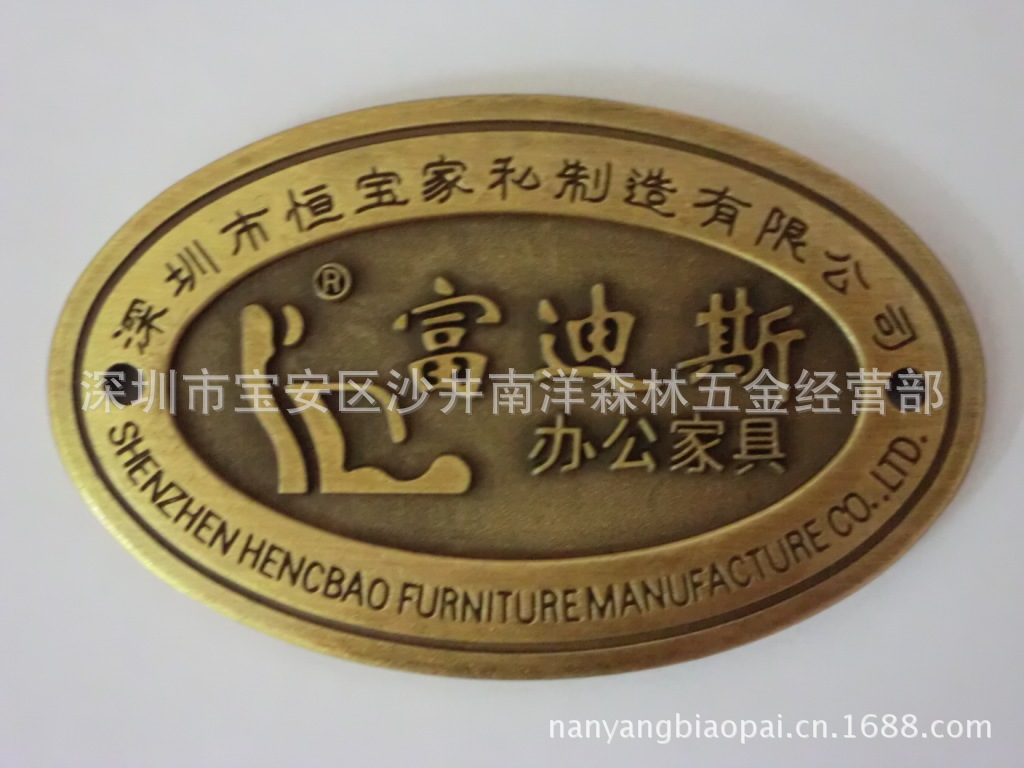 深圳市恒宝家私制造有限公司
®
富迪斯
深圳市宝安区沙井南洋森林五金经营部
办公家具
SHENZHEN HENCBAO FURNITURE MANUFACTURE CO.,LTD.
nanyangbiaopai.cn.1688.com